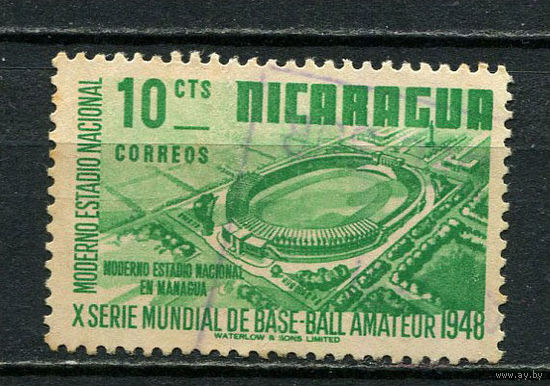 10 CTS
NICARAGUA
CORREOS
MODERNO ESTADIO NACIONAL
MODERNO ESTADIO NACIONAL
EN MANAGUA
X SERIE MUNDIAL DE BASE-BALL AMATEUR 1948
WATERLOW & SONS LIMITED
www.ay.by